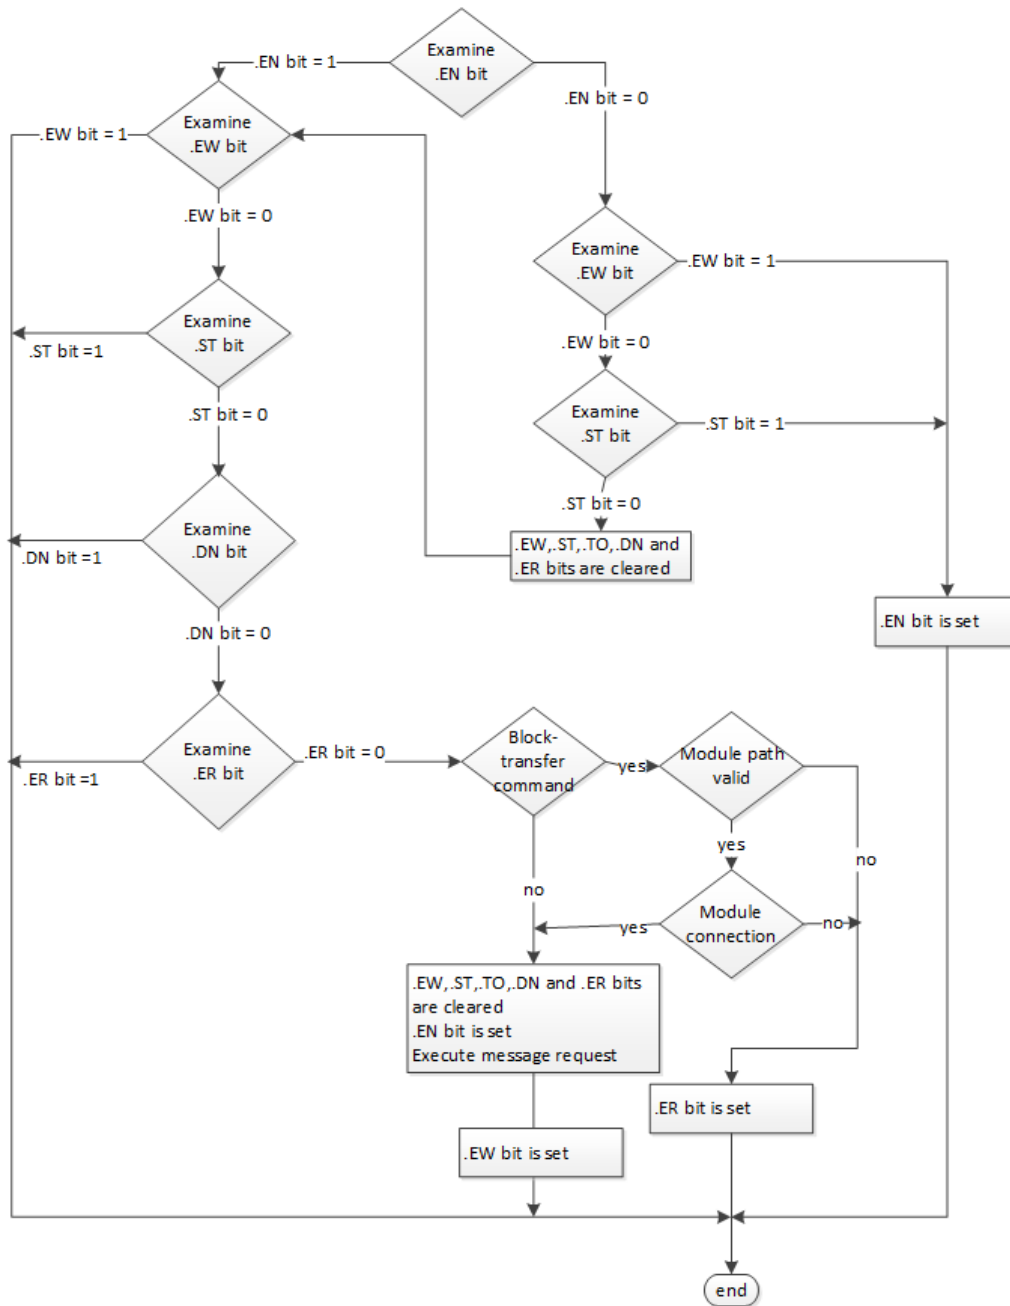 Examine
.EN bit
.EN bit = 1
.EN bit = 0
Examine
.EW bit
.EW bit = 1
.EW bit = 0
Examine
.EW bit
.EW bit = 1
Examine
.ST bit
.ST bit =1
.EW bit = 0
.ST bit = 0
Examine
.ST bit
.ST bit = 1
.ST bit = 0
Examine
.DN bit
.DN bit =1
.EW,.ST,.TO,.DN and
.ER bits are cleared
.DN bit = 0
.EN bit is set
Examine
.ER bit
.ER bit = 0
.ER bit =1
Block-
transfer
command
yes
Module path
valid
yes
no
no
Module
connection
yes
no
.EW,.ST,.TO,.DN and .ER bits
are cleared
.EN bit is set
Execute message request
.ER bit is set
.EW bit is set
end